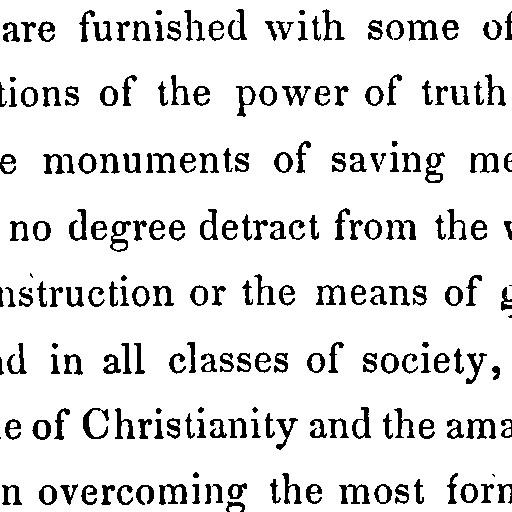 are furnished with some of
tions of the power of truth
e monuments of saving me
no degree detract from the
nstruction or the means of g
nd in all classes of society,
e of Christianity and the ama
n overcoming the most form